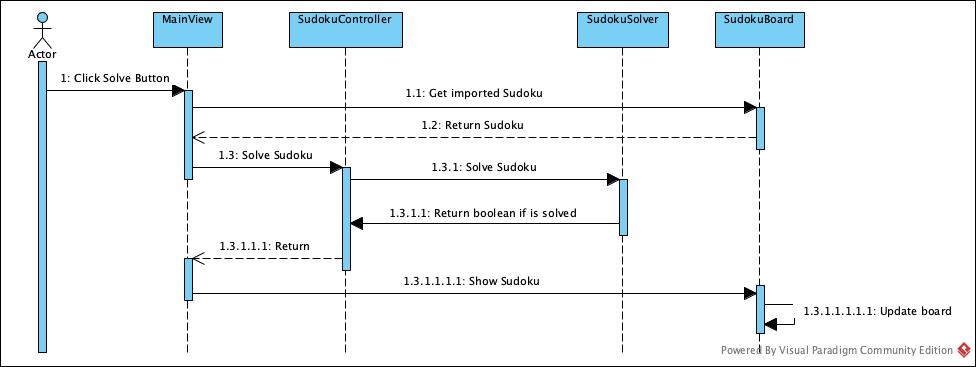 MainView
SudokuController
SudokuSolver
SudokuBoard
Actor
1: Click Solve Button
1.1: Get imported Sudoku
1.2: Return Sudoku
1.3: Solve Sudoku
1.3.1: Solve Sudoku
1.3.1.1: Return boolean if is solved
1.3.1.1.1: Return
1.3.1.1.1.1: Show Sudoku
1.3.1.1.1.1.1: Update board
Powered By Visual Paradigm Community Edition